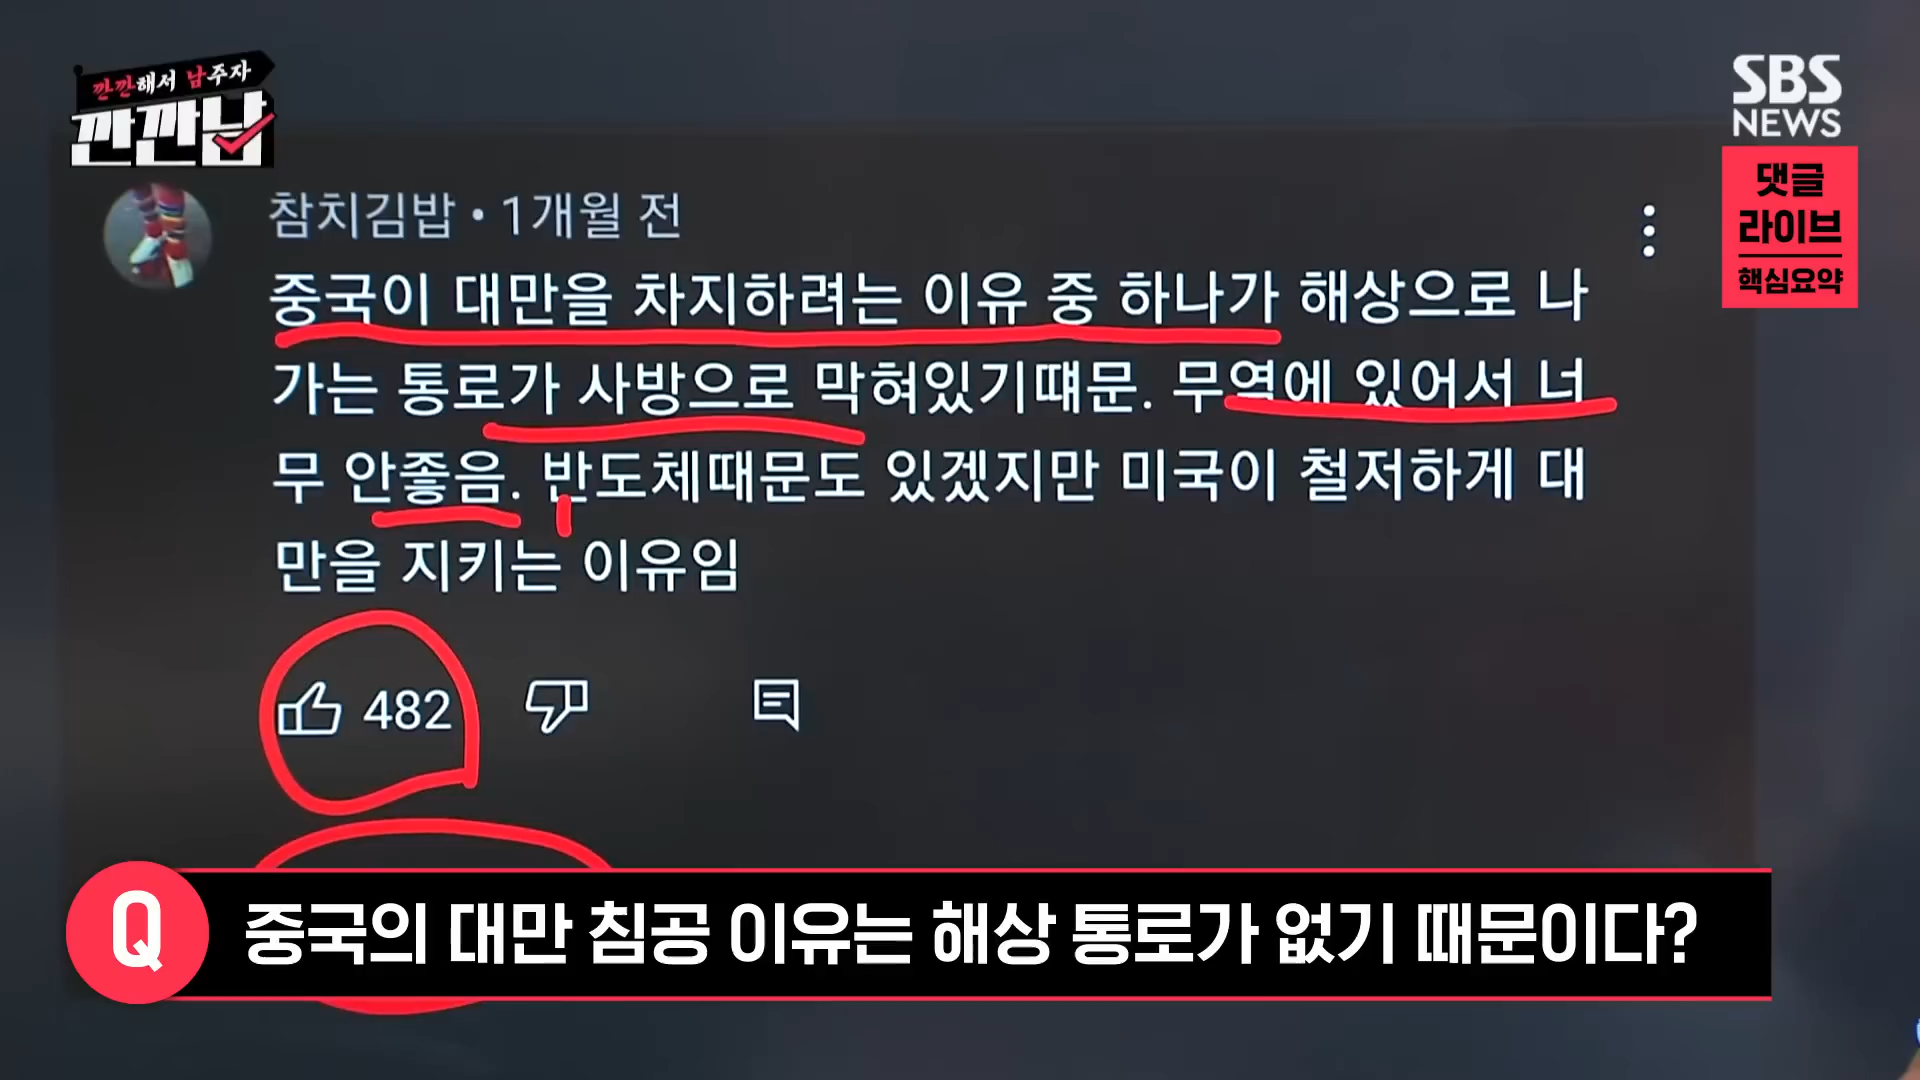 깐깐해서 남주자
깐깐남
SBS
NEWS
댓글
라이브
핵심요약
참치김밥 • 1개월 전
중국이 대만을 차지하려는 이유 중 하나가 해상으로 나
가는 통로가 사방으로 막혀있기떄문. 무역에 있어서 너
무 안좋음. 반도체때문도 있겠지만 미국이 철저하게 대
만을 지키는 이유임
482
Q 중국의 대만 침공 이유는 해상 통로가 없기 때문이다?